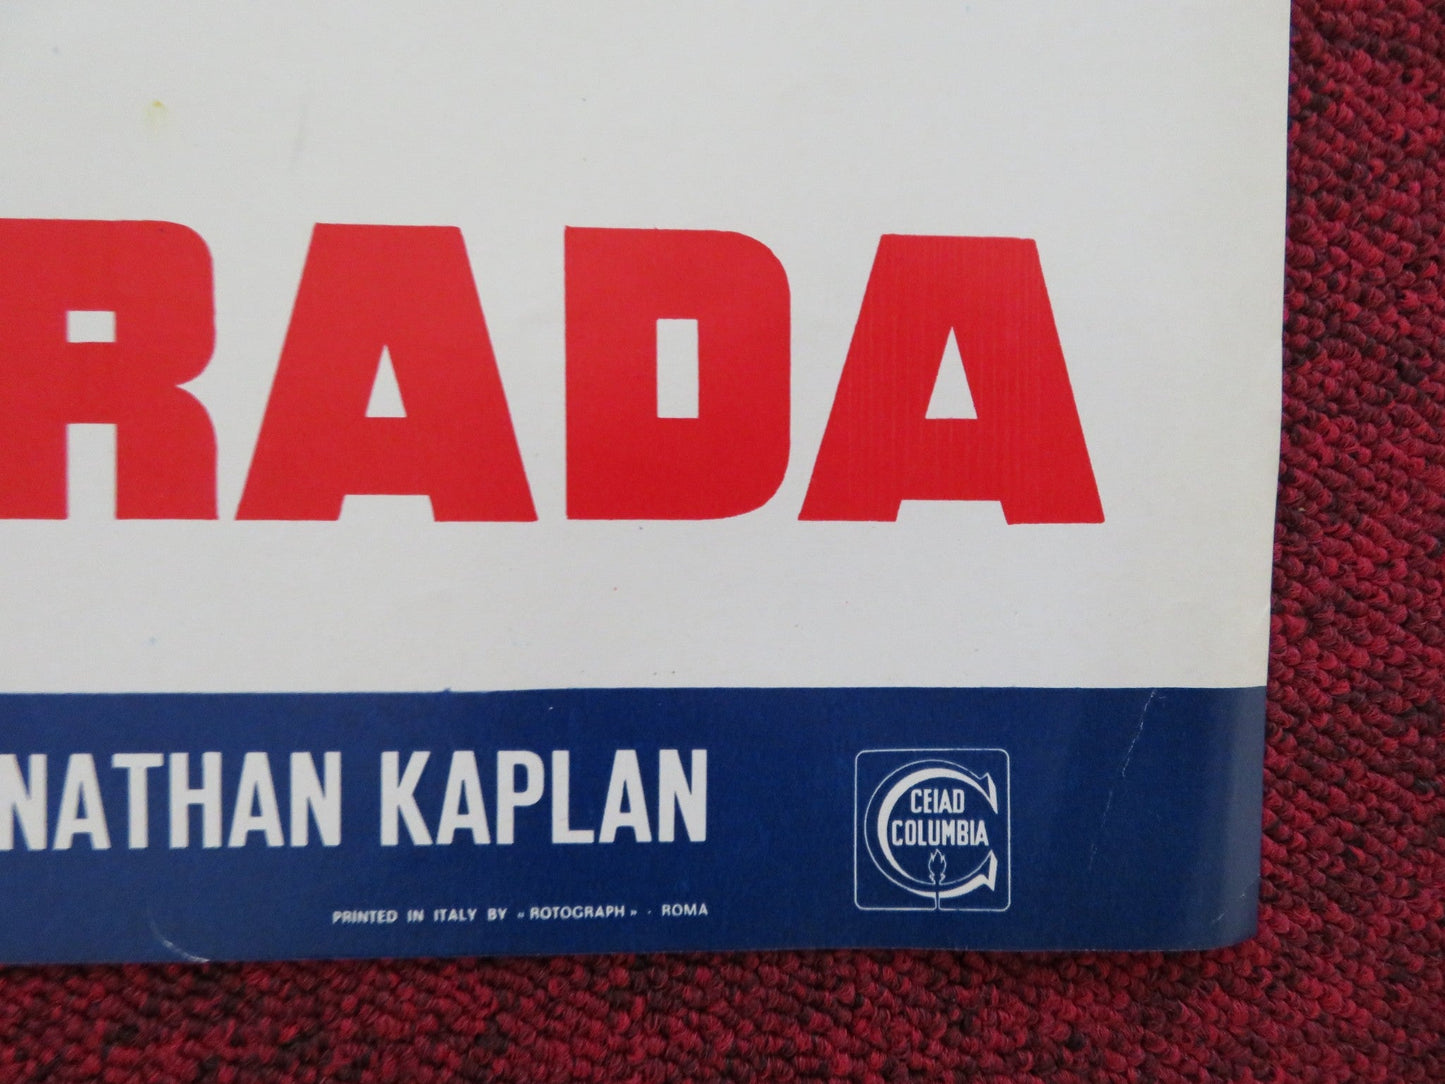 RADA
NATHAN KAPLAN
CEIAD
COLUMBIA
PRINTED IN ITALY BY « ROTOGRAPH » - ROMA